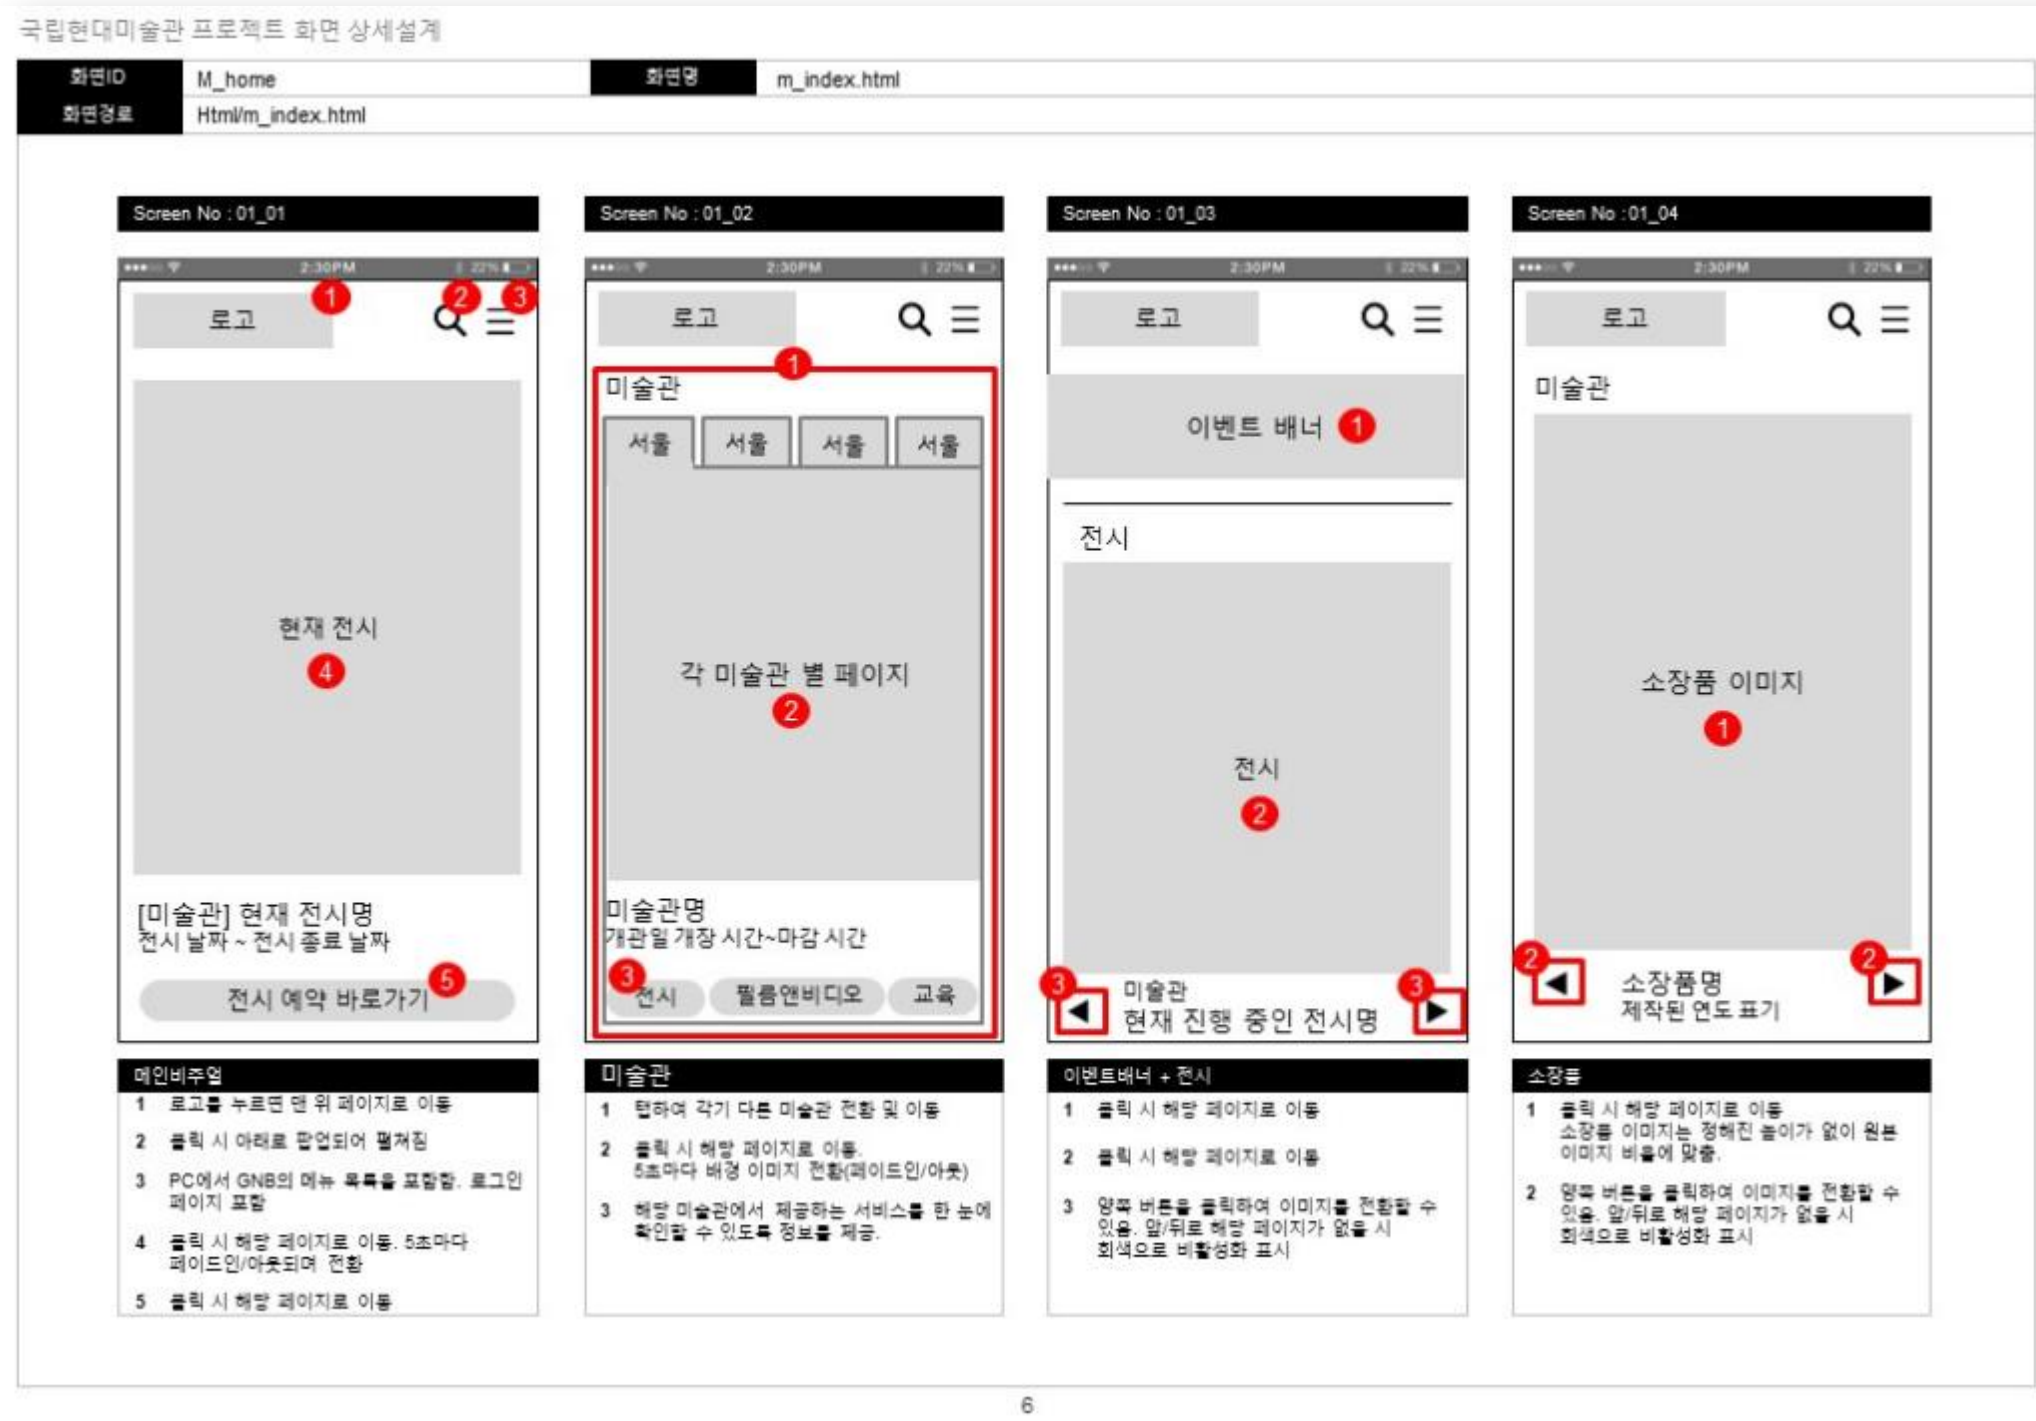 국립현대미술관 프로젝트 화면 상세설계
화면ID M_home 화면명 m_index.html
화면경로 Html/m_index.html
Screen No : 01_01
2:30PM 22%
1
2
3
로고
현재 전시
4
[미술관] 현재 전시명
전시 날짜 ~ 전시 종료 날짜
5
전시 예약 바로가기
메인비주얼
1 로고를 누르면 맨 위 페이지로 이동
2 클릭 시 아래로 팝업되어 펼쳐짐
3 PC에서 GNB의 메뉴 목록을 포함함. 로그인
페이지 포함
4 클릭 시 해당 페이지로 이동. 5초마다
페이드인/아웃되며 전환
5 클릭 시 해당 페이지로 이동
Screen No : 01_02
2:30PM 22%
로고
1
미술관
서울 서울 서울 서울
각 미술관 별 페이지
2
미술관명
개관일 개장 시간~마감 시간
3
전시 필름앤비디오 교육
미술관
1 탭하여 각기 다른 미술관 전환 및 이동
2 클릭 시 해당 페이지로 이동.
5초마다 배경 이미지 전환(페이드인/아웃)
3 해당 미술관에서 제공하는 서비스를 한 눈에
확인할 수 있도록 정보를 제공.
Screen No : 01_03
2:30PM 22%
로고
이벤트 배너 1
전시
전시
2
3 3
미술관
현재 진행 중인 전시명
이벤트배너 + 전시
1 클릭 시 해당 페이지로 이동
2 클릭 시 해당 페이지로 이동
3 양쪽 버튼을 클릭하여 이미지를 전환할 수
있음. 앞/뒤로 해당 페이지가 없을 시
회색으로 비활성화 표시
Screen No :01_04
2:30PM 22%
로고
미술관
소장품 이미지
1
2 2
소장품명
제작된 연도 표기
소장품
1 클릭 시 해당 페이지로 이동
소장품 이미지는 정해진 높이가 없이 원본
이미지 비율에 맞춤.
2 양쪽 버튼을 클릭하여 이미지를 전환할 수
있음. 앞/뒤로 해당 페이지가 없을 시
회색으로 비활성화 표시
6